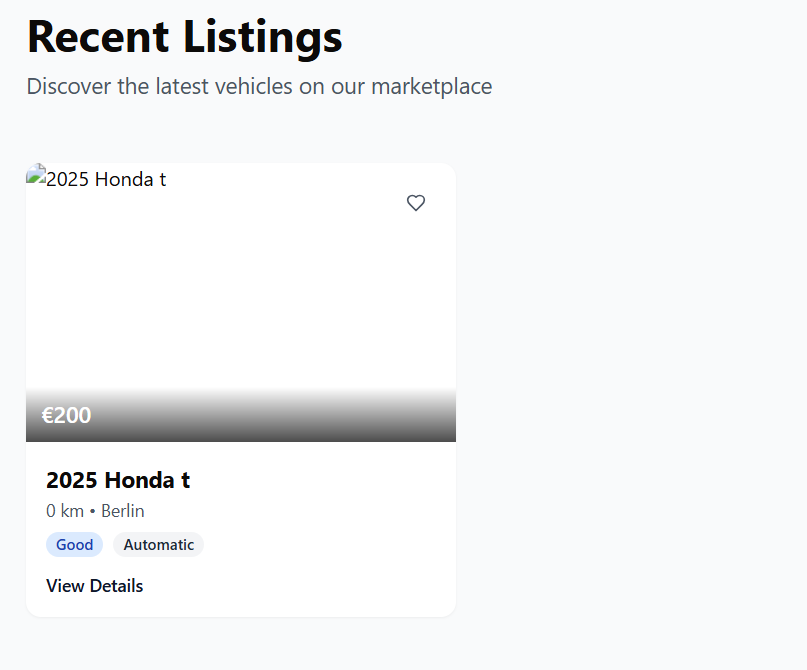 Recent Listings
Discover the latest vehicles on our marketplace
2025 Honda t
€200
2025 Honda t
0 km • Berlin
Good
Automatic
View Details